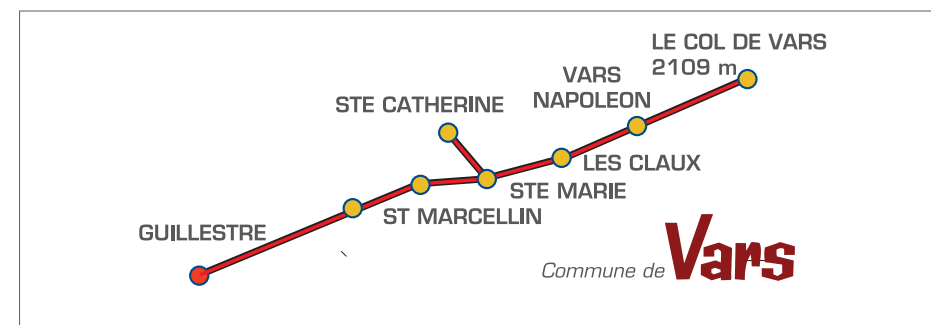 LE COL DE VARS
2109 m
VARS
NAPOLEON
STE CATHERINE
LES CLAUX
STE MARIE
ST MARCELLIN
GUILLESTRE
Commune de Vars